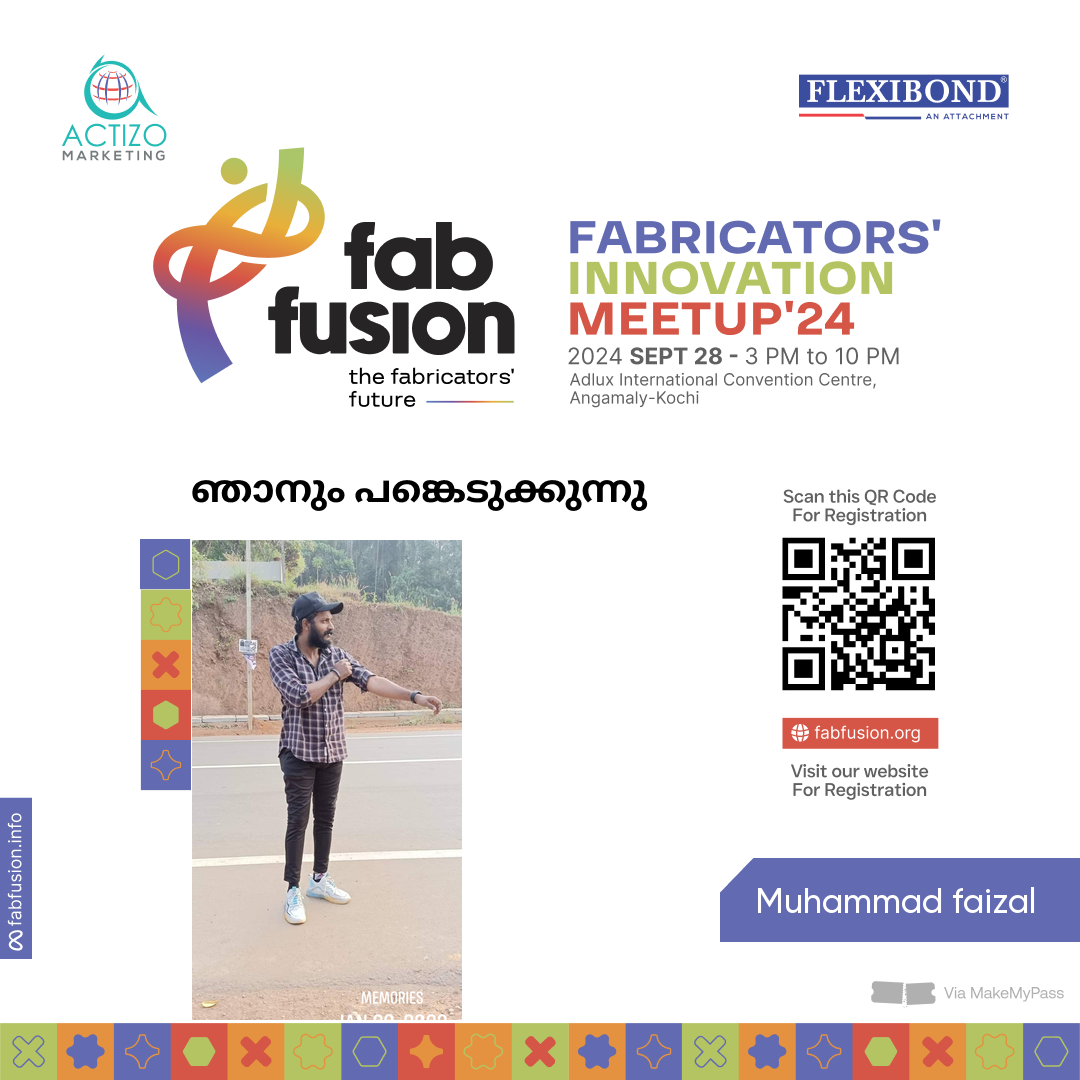 ACTIZO
MARKETING
FLEXIBOND®
AN ATTACHMENT
fab
fusion
the fabricators'
future
FABRICATORS'
INNOVATION
MEETUP'24
2024 SEPT 28 - 3 PM to 10 PM
Adlux International Convention Centre,
Angamaly-Kochi
ഞാനും പങ്കെടുക്കുന്നു
Scan this QR Code
For Registration
fabfusion.org
Visit our website
For Registration
fabfusion.info
Muhammad faizal
MEMORIES
Via MakeMyPass